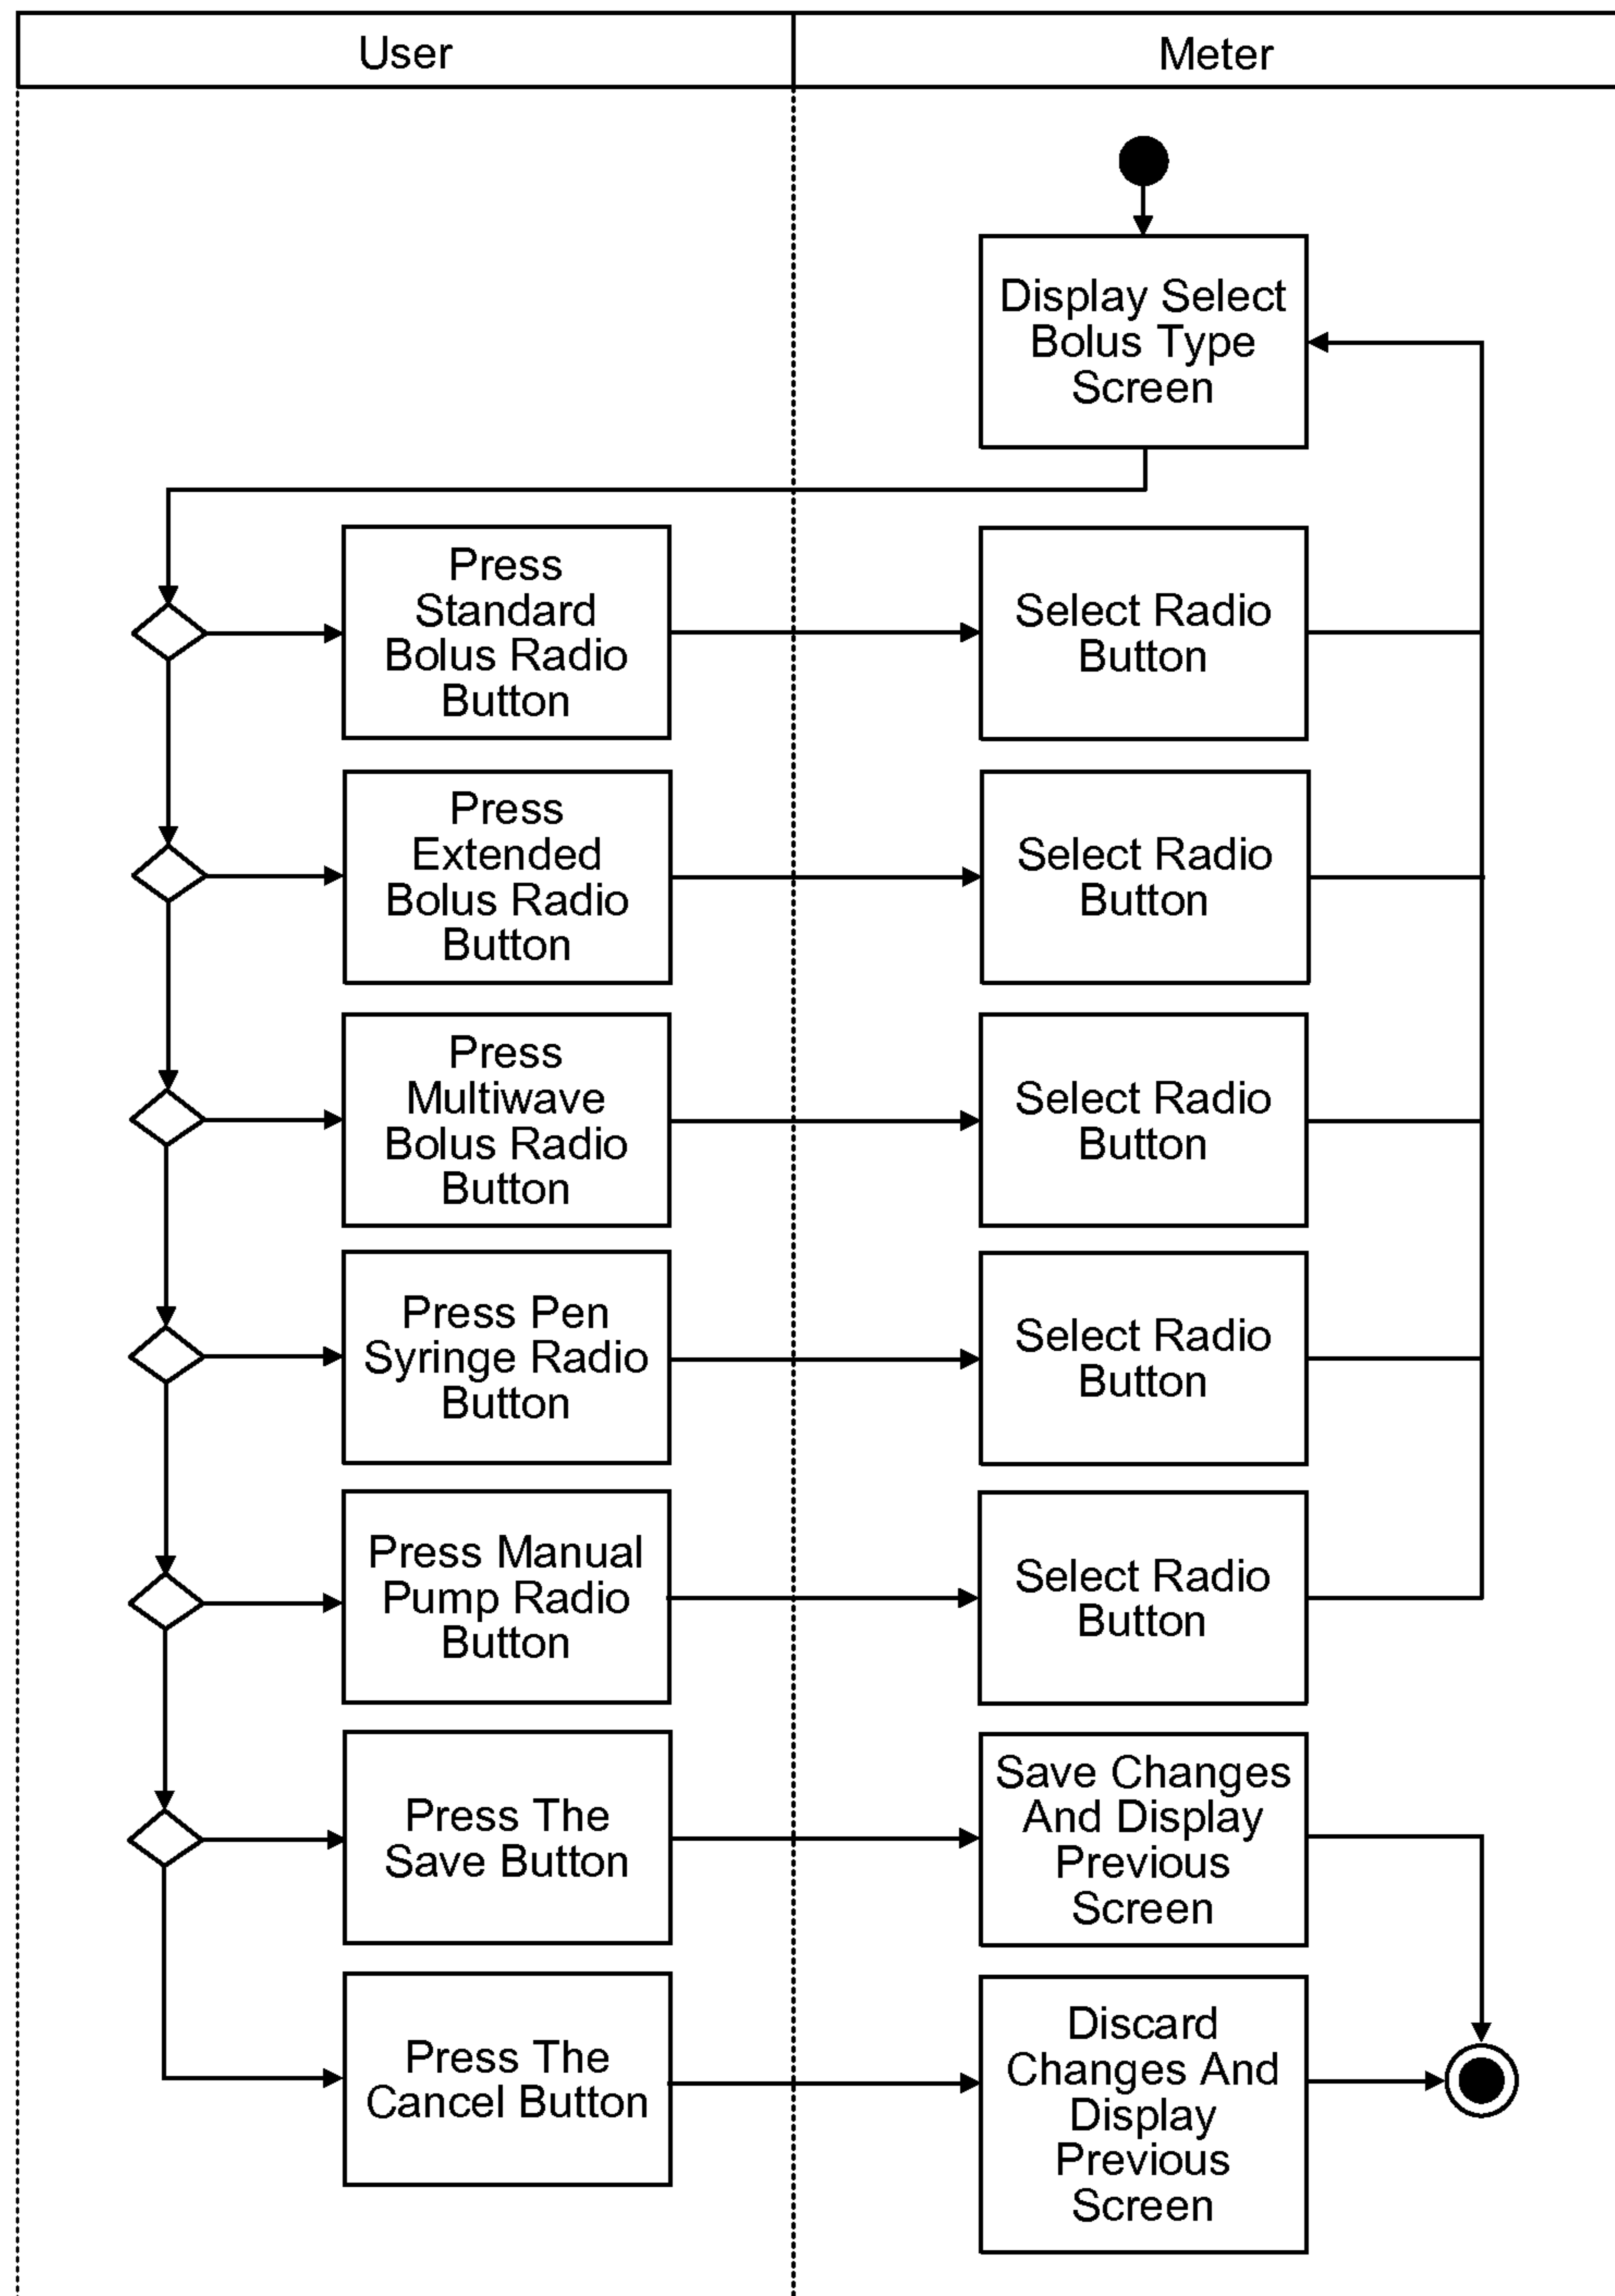 User
Meter
Display Select
Bolus Type
Screen
Press
Standard
Bolus Radio
Button
Select Radio
Button
Press
Extended
Bolus Radio
Button
Select Radio
Button
Press
Multiwave
Bolus Radio
Button
Select Radio
Button
Press Pen
Syringe Radio
Button
Select Radio
Button
Press Manual
Pump Radio
Button
Select Radio
Button
Press The
Save Button
Save Changes
And Display
Previous
Screen
Press The
Cancel Button
Discard
Changes And
Display
Previous
Screen